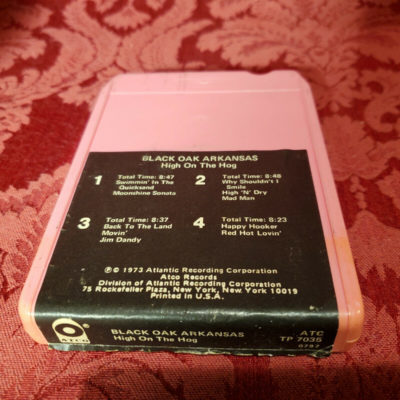 BLACK OAK ARKANSAS
High On The Hog
1 Total Time: 8:47
Swimmin' In The
Quicksand
Moonshine Sonata
2 Total Time: 8:48
Why Shouldn't I
Smile
High 'N' Dry
Mad Man
3 Total Time: 8:37
Back To The Land
Movin'
Jim Dandy
4 Total Time: 8:23
Happy Hooker
Red Hot Lovin'
℗ © 1973 Atlantic Recording Corporation
Atco Records
Division of Atlantic Recording Corporation
75 Rockefeller Plaza, New York, New York 10019
Printed in U.S.A.
ATCO
BLACK OAK ARKANSAS
High On The Hog
ATC
TP 7035
0797